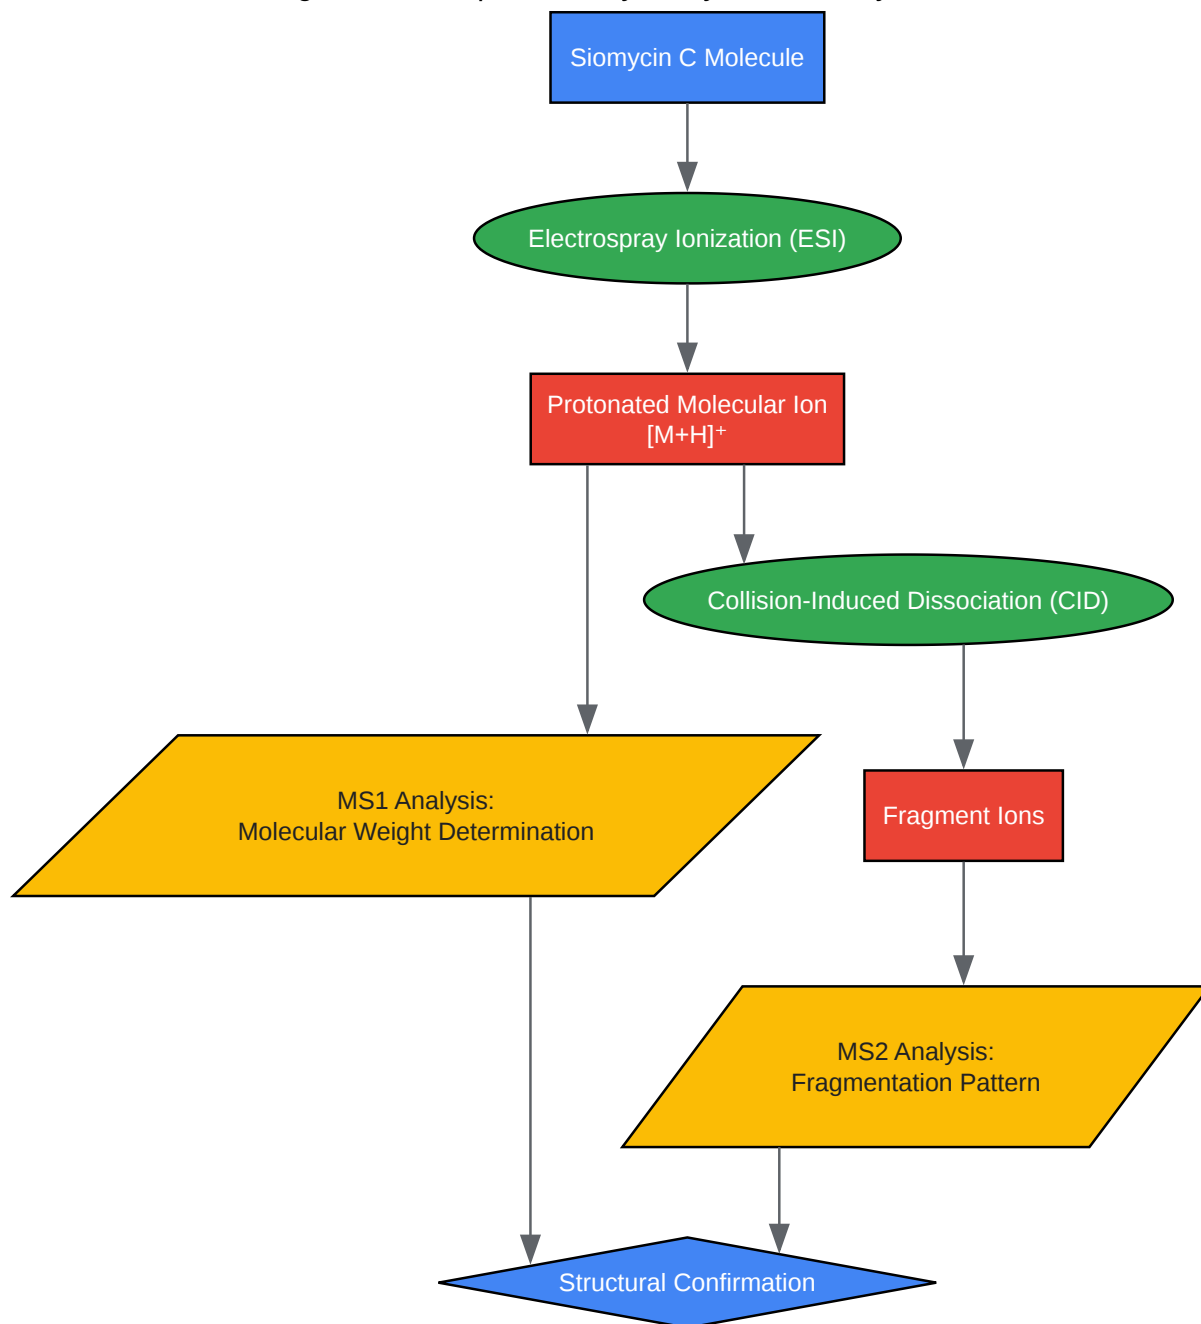 Siomycin C Molecule
Electrospray Ionization (ESI)
Protonated Molecular Ion
[M+H]⁺
Collision-Induced Dissociation (CID)
MS1 Analysis:
Molecular Weight Determination
Fragment Ions
MS2 Analysis:
Fragmentation Pattern
Structural Confirmation